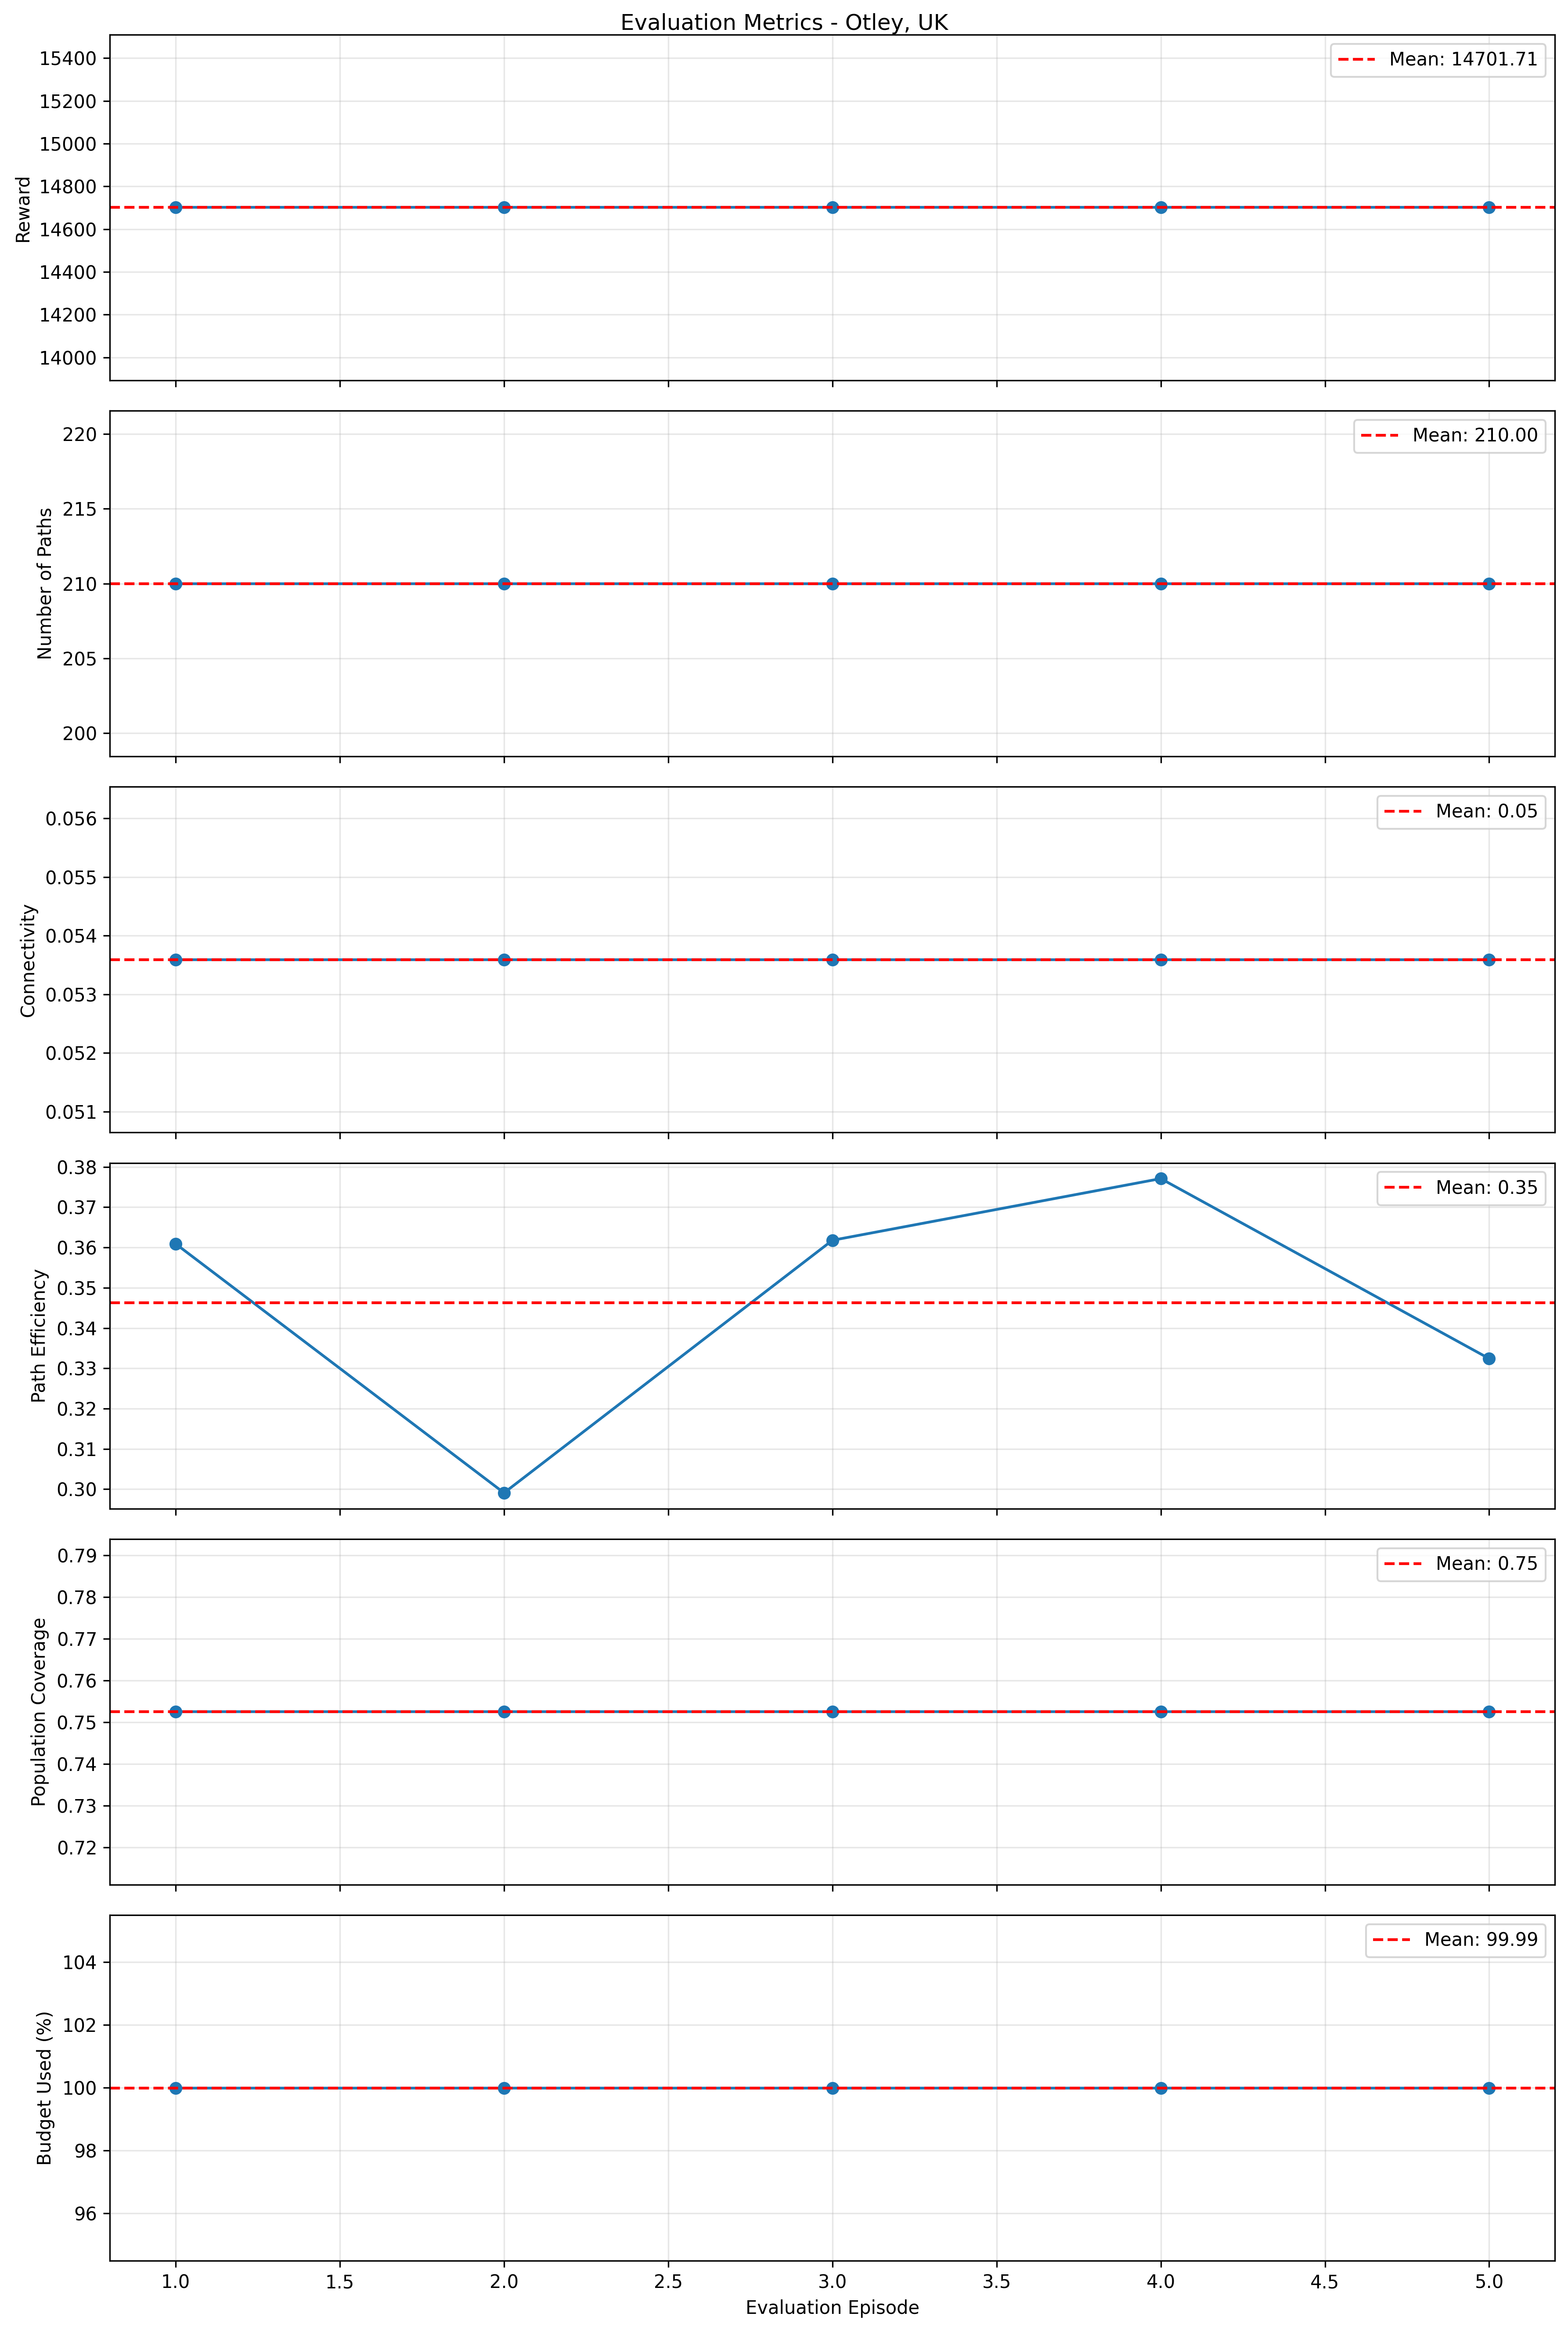 Evaluation Metrics - Otley, UK
15400
15200
15000
14800
14600
14400
14200
14000
Reward
Mean: 14701.71
220
215
210
205
200
Number of Paths
Mean: 210.00
0.056
0.055
0.054
0.053
0.052
0.051
Connectivity
Mean: 0.05
0.38
0.37
0.36
0.35
0.34
0.33
0.32
0.31
0.30
Path Efficiency
Mean: 0.35
0.79
0.78
0.77
0.76
0.75
0.74
0.73
0.72
Population Coverage
Mean: 0.75
104
102
100
98
96
Budget Used (%)
Mean: 99.99
1.0 1.5 2.0 2.5 3.0 3.5 4.0 4.5 5.0
Evaluation Episode